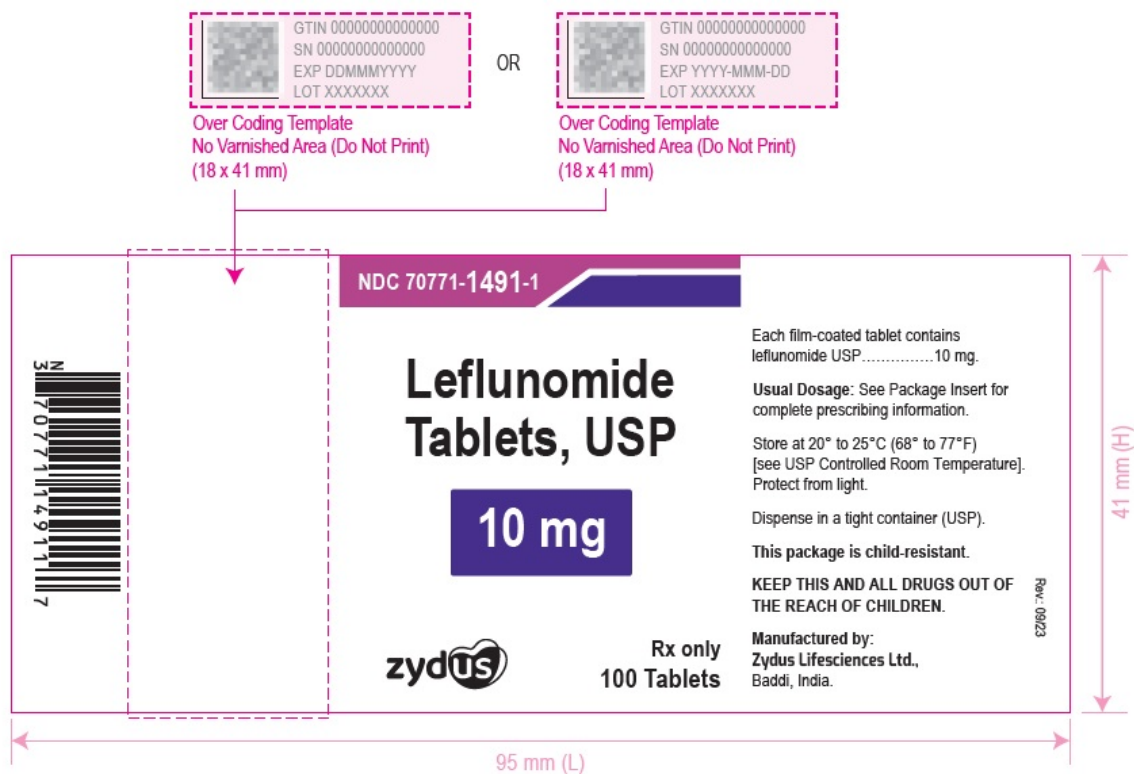 GTIN 00000000000000
SN 00000000000000
EXP DDMMMYYYY
LOT XXXXXXX
OR
GTIN 00000000000000
SN 00000000000000
EXP YYYY-MMM-DD
LOT XXXXXXX
Over Coding Template
No Varnished Area (Do Not Print)
(18 x 41 mm)
Over Coding Template
No Varnished Area (Do Not Print)
(18 x 41 mm)
N
3 70771 14911 7
NDC 70771-1491-1
Leflunomide
Tablets, USP
10 mg
zydus
Rx only
100 Tablets
Each film-coated tablet contains
leflunomide USP...............10 mg.
Usual Dosage: See Package Insert for
complete prescribing information.
Store at 20° to 25°C (68° to 77°F)
[see USP Controlled Room Temperature].
Protect from light.
Dispense in a tight container (USP).
This package is child-resistant.
KEEP THIS AND ALL DRUGS OUT OF
THE REACH OF CHILDREN.
Manufactured by:
Zydus Lifesciences Ltd.,
Baddi, India.
Rev.: 09/23
41 mm (H)
95 mm (L)